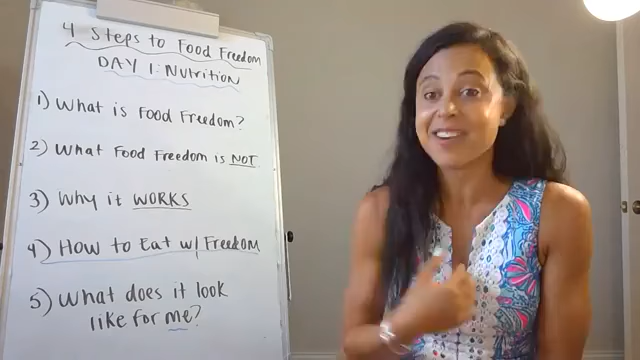 4 Steps to Food Freedom
DAY 1: Nutrition
1) What is Food Freedom?
2) What Food Freedom is NOT
3) Why it WORKS
4) How to Eat w/ Freedom
5) What does it look
like for me?